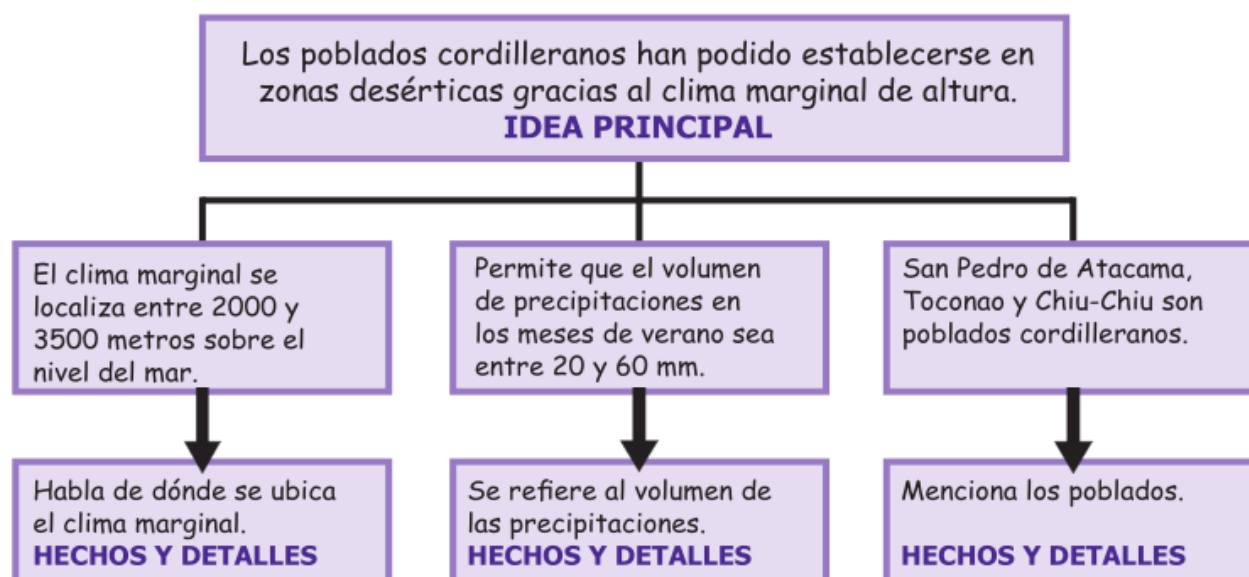 Los poblados cordilleranos han podido establecerse en
zonas desérticas gracias al clima marginal de altura.
IDEA PRINCIPAL
El clima marginal se
localiza entre 2000 y
3500 metros sobre el
nivel del mar.
Permite que el volumen
de precipitaciones en
los meses de verano sea
entre 20 y 60 mm.
San Pedro de Atacama,
Toconao y Chiu-Chiu son
poblados cordilleranos.
Habla de dónde se ubica
el clima marginal.
HECHOS Y DETALLES
Se refiere al volumen de
las precipitaciones.
HECHOS Y DETALLES
Menciona los poblados.
HECHOS Y DETALLES